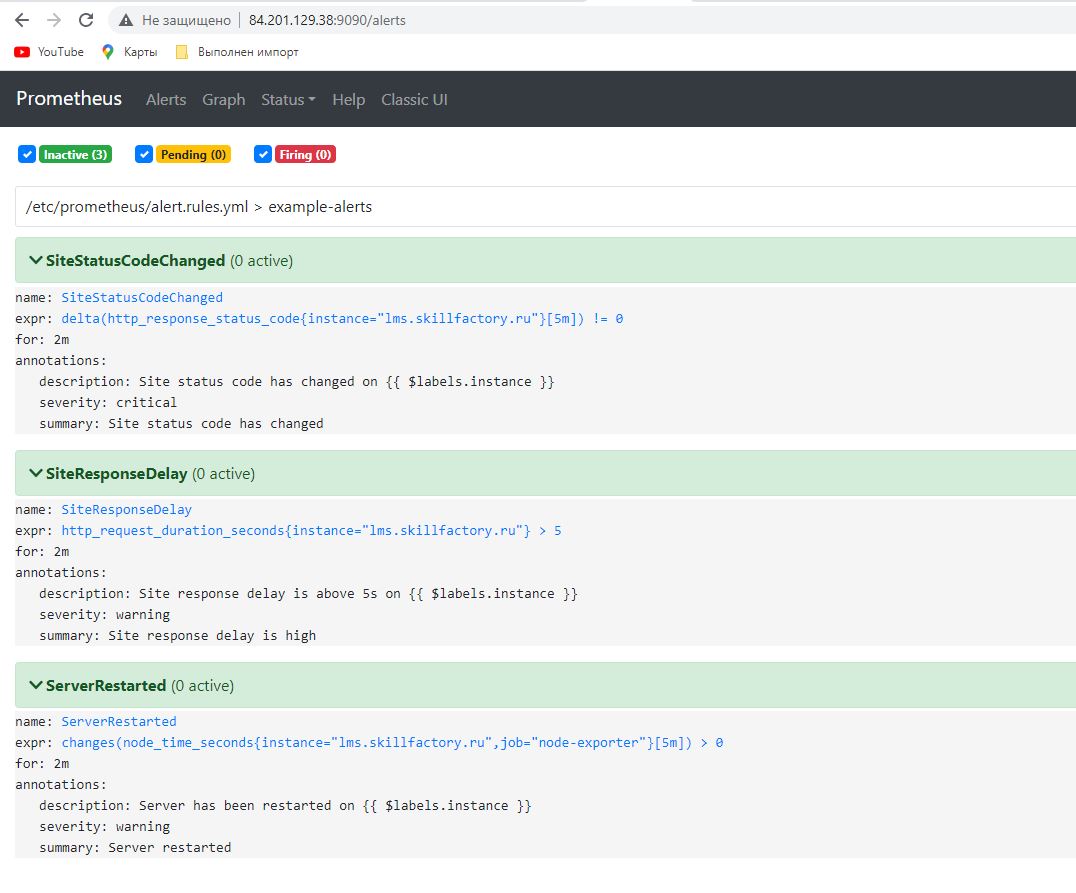 Не защищено | 84.201.129.38:9090/alerts
YouTube Карты Выполнен импорт
Prometheus Alerts Graph Status Help Classic UI
Inactive (3) Pending (0) Firing (0)
/etc/prometheus/alert.rules.yml > example-alerts
SiteStatusCodeChanged (0 active)
name: SiteStatusCodeChanged
expr: delta(http_response_status_code{instance="lms.skillfactory.ru"}[5m]) != 0
for: 2m
annotations:
description: Site status code has changed on {{ $labels.instance }}
severity: critical
summary: Site status code has changed
SiteResponseDelay (0 active)
name: SiteResponseDelay
expr: http_request_duration_seconds{instance="lms.skillfactory.ru"} > 5
for: 2m
annotations:
description: Site response delay is above 5s on {{ $labels.instance }}
severity: warning
summary: Site response delay is high
ServerRestarted (0 active)
name: ServerRestarted
expr: changes(node_time_seconds{instance="lms.skillfactory.ru",job="node-exporter"}[5m]) > 0
for: 2m
annotations:
description: Server has been restarted on {{ $labels.instance }}
severity: warning
summary: Server restarted